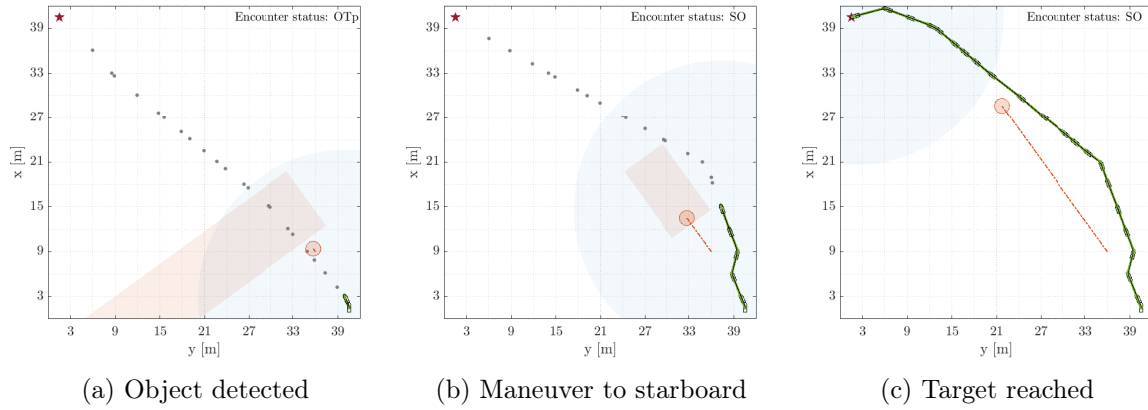 Encounter status: OTp
39
33
27
21
15
9
3
x [m]
3 9 15 21 27 33 39
y [m]
(a) Object detected
Encounter status: SO
39
33
27
21
15
9
3
x [m]
3 9 15 21 27 33 39
y [m]
(b) Maneuver to starboard
Encounter status: SO
39
33
27
21
15
9
3
x [m]
3 9 15 21 27 33 39
y [m]
(c) Target reached